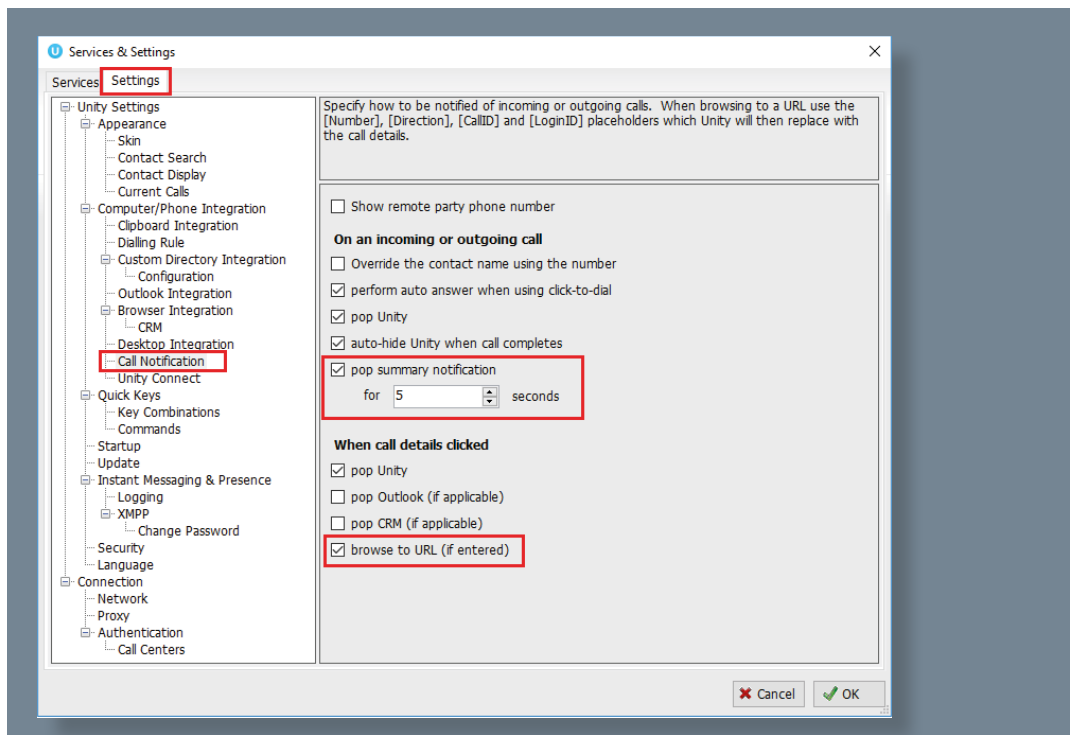 Services & Settings
Services
Settings
Unity Settings
Appearance
Skin
Contact Search
Contact Display
Current Calls
Computer/Phone Integration
Clipboard Integration
Dialling Rule
Custom Directory Integration
Configuration
Outlook Integration
Browser Integration
CRM
Desktop Integration
Call Notification
Unity Connect
Quick Keys
Key Combinations
Commands
Startup
Update
Instant Messaging & Presence
Logging
XMPP
Change Password
Security
Language
Connection
Network
Proxy
Authentication
Call Centers
Specify how to be notified of incoming or outgoing calls. When browsing to a URL use the
[Number], [Direction], [CallID] and [LoginID] placeholders which Unity will then replace with
the call details.
Show remote party phone number
On an incoming or outgoing call
Override the contact name using the number
perform auto answer when using click-to-dial
pop Unity
auto-hide Unity when call completes
pop summary notification
for 5 seconds
When call details clicked
pop Unity
pop Outlook (if applicable)
pop CRM (if applicable)
browse to URL (if entered)
Cancel
OK